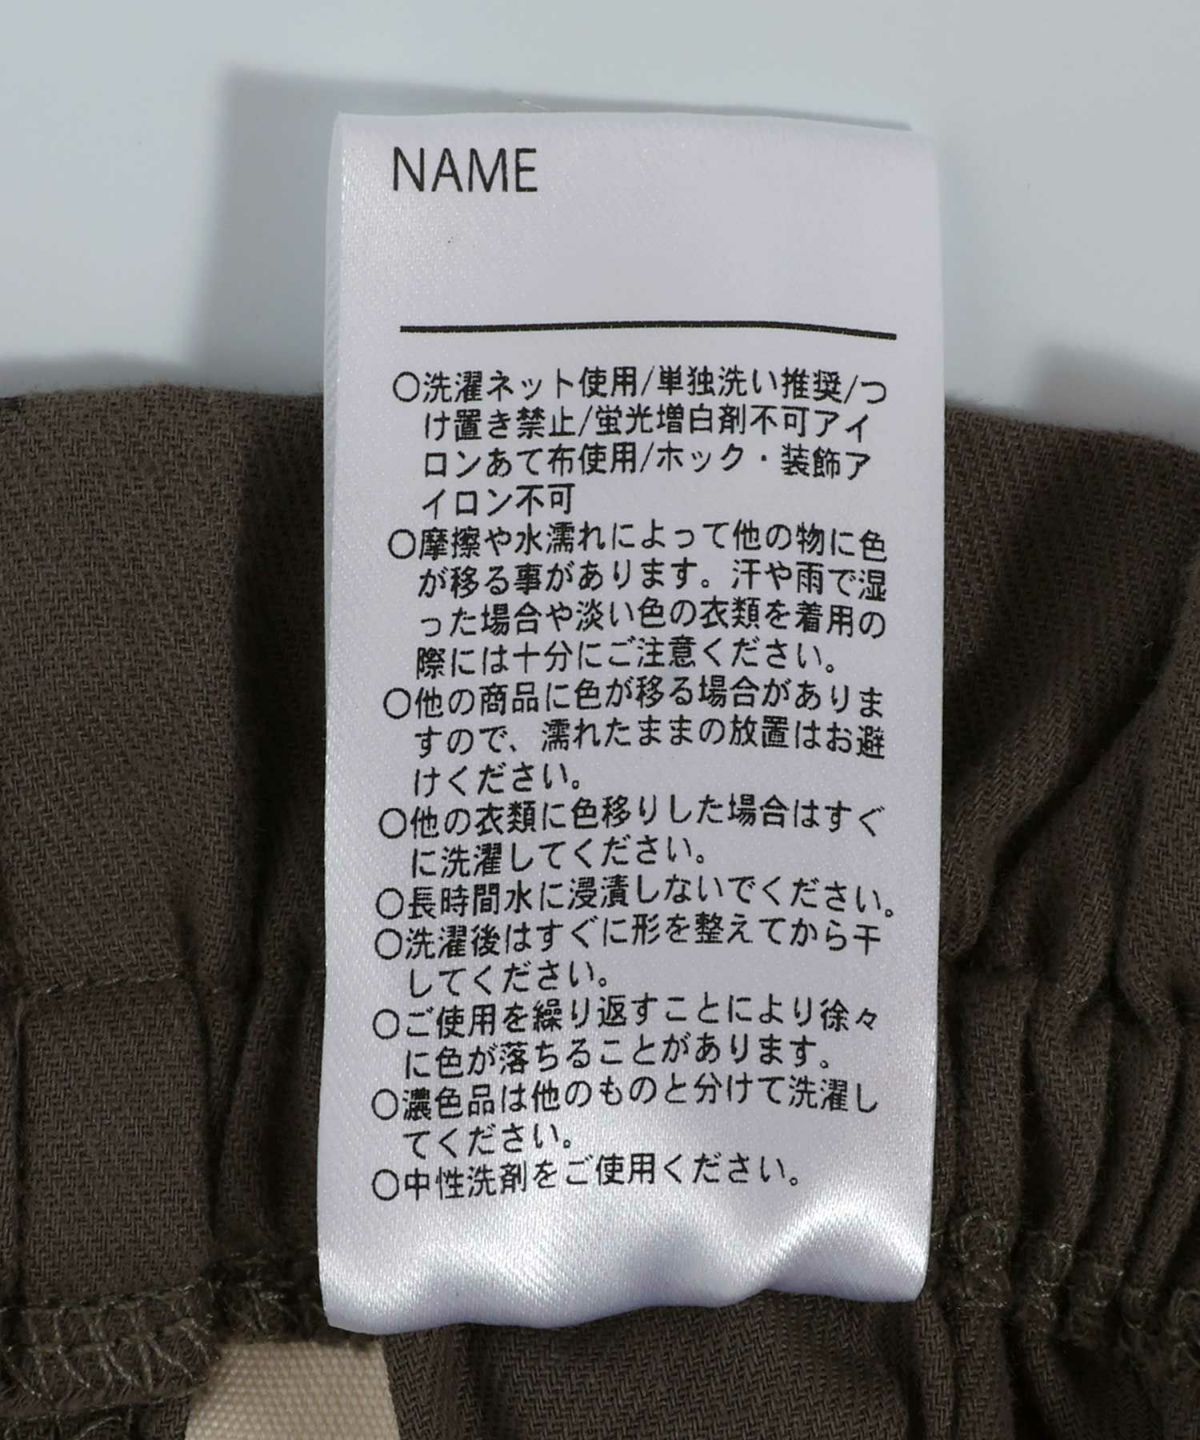 NAME
○洗濯ネット使用/単独洗い推奨/つ
け置き禁止/蛍光増白剤不可アイ
ロンあて布使用/ホック・装飾ア
イロン不可
○摩擦や水濡れによって他の物に色
が移る事があります。汗や雨で湿
った場合や淡い色の衣類を着用の
際には十分にご注意ください。
○他の商品に色が移る場合がありま
すので、濡れたままの放置はお避
けください。
○他の衣類に色移りした場合はすぐ
に洗濯してください。
○長時間水に浸漬しないでください。
○洗濯後はすぐに形を整えてから干
してください。
○ご使用を繰り返すことにより徐々
に色が落ちることがあります。
○濃色品は他のものと分けて洗濯し
てください。
○中性洗剤をご使用ください。